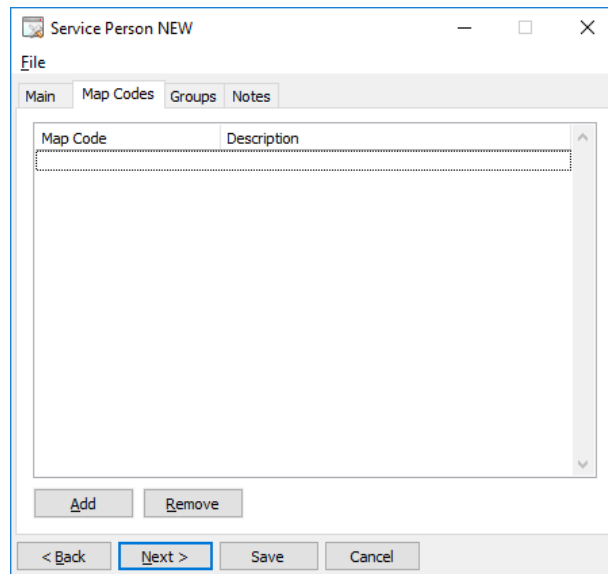 Service Person NEW
File
Main Map Codes Groups Notes
Map Code Description
Add Remove
< Back Next > Save Cancel